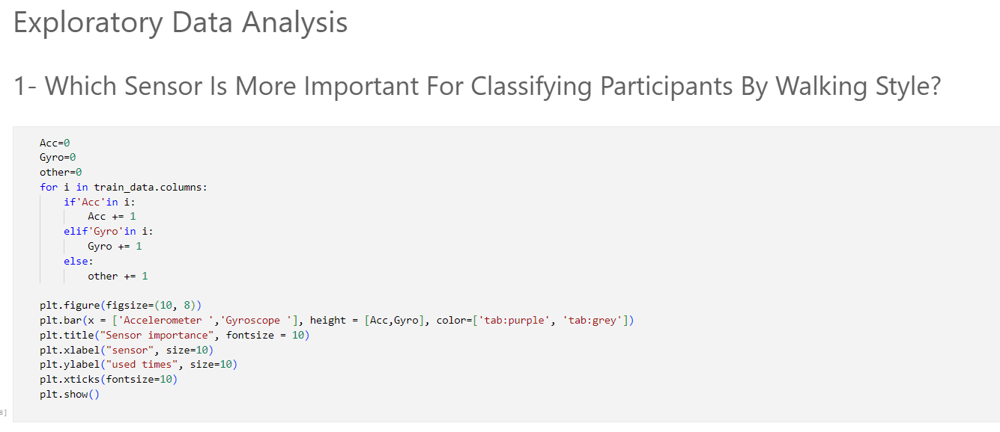 Exploratory Data Analysis
1- Which Sensor Is More Important For Classifying Participants By Walking Style?
Acc=0
Gyro=0
other=0
for i in train_data.columns:
    if'Acc'in i:
        Acc += 1
    elif'Gyro'in i:
        Gyro += 1
    else:
        other += 1
plt.figure(figsize=(10, 8))
plt.bar(x = ['Accelerometer ','Gyroscope '], height = [Acc,Gyro], color=['tab:purple', 'tab:grey'])
plt.title("Sensor importance", fontsize = 10)
plt.xlabel("sensor", size=10)
plt.ylabel("used times", size=10)
plt.xticks(fontsize=10)
plt.show()
8]